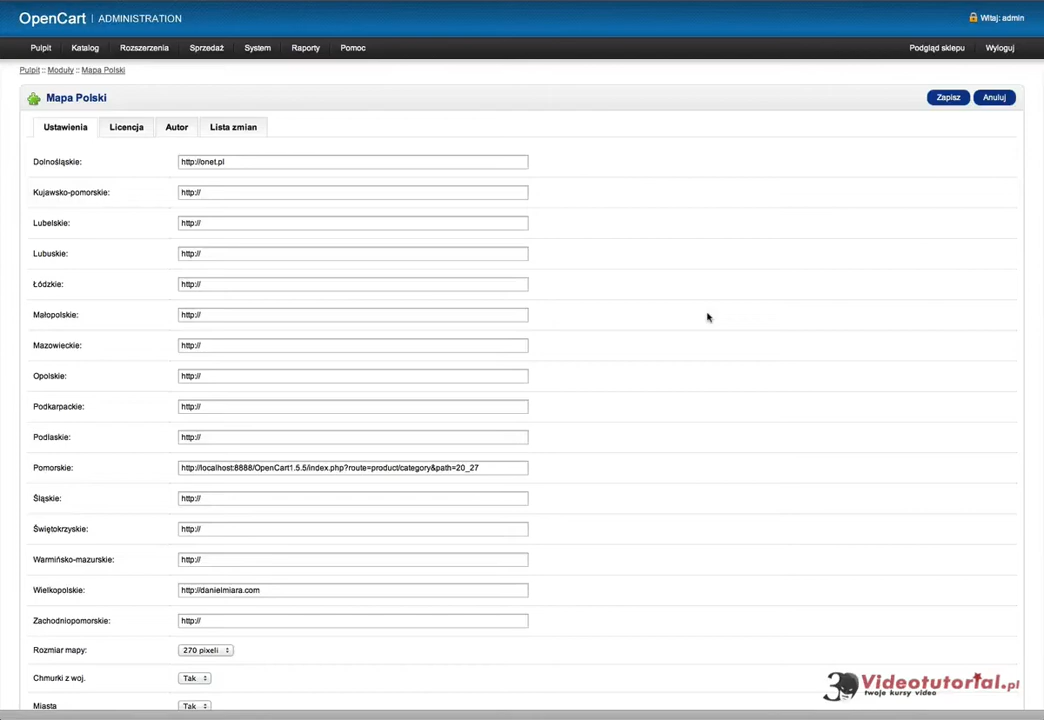 OpenCart | ADMINISTRATION
Witaj: admin
Pulpit Katalog Rozszerzenia Sprzedaż System Raporty Pomoc Podgląd sklepu Wyloguj
Pulpit :: Moduły :: Mapa Polski
Mapa Polski Zapisz Anuluj
Ustawienia Licencja Autor Lista zmian
Dolnośląskie: http://onet.pl
Kujawsko-pomorskie: http://
Lubelskie: http://
Lubuskie: http://
Łódzkie: http://
Małopolskie: http://
Mazowieckie: http://
Opolskie: http://
Podkarpackie: http://
Podlaskie: http://
Pomorskie: http://localhost:8888/OpenCart1.5.5/index.php?route=product/category&path=20_27
Śląskie: http://
Świętokrzyskie: http://
Warmińsko-mazurskie: http://
Wielkopolskie: http://danielmiara.com
Zachodniopomorskie: http://
Rozmiar mapy: 270 pixeli
Chmurki z woj. Tak
Miasta Tak
3 Videotutorial.pl
twoje kursy video